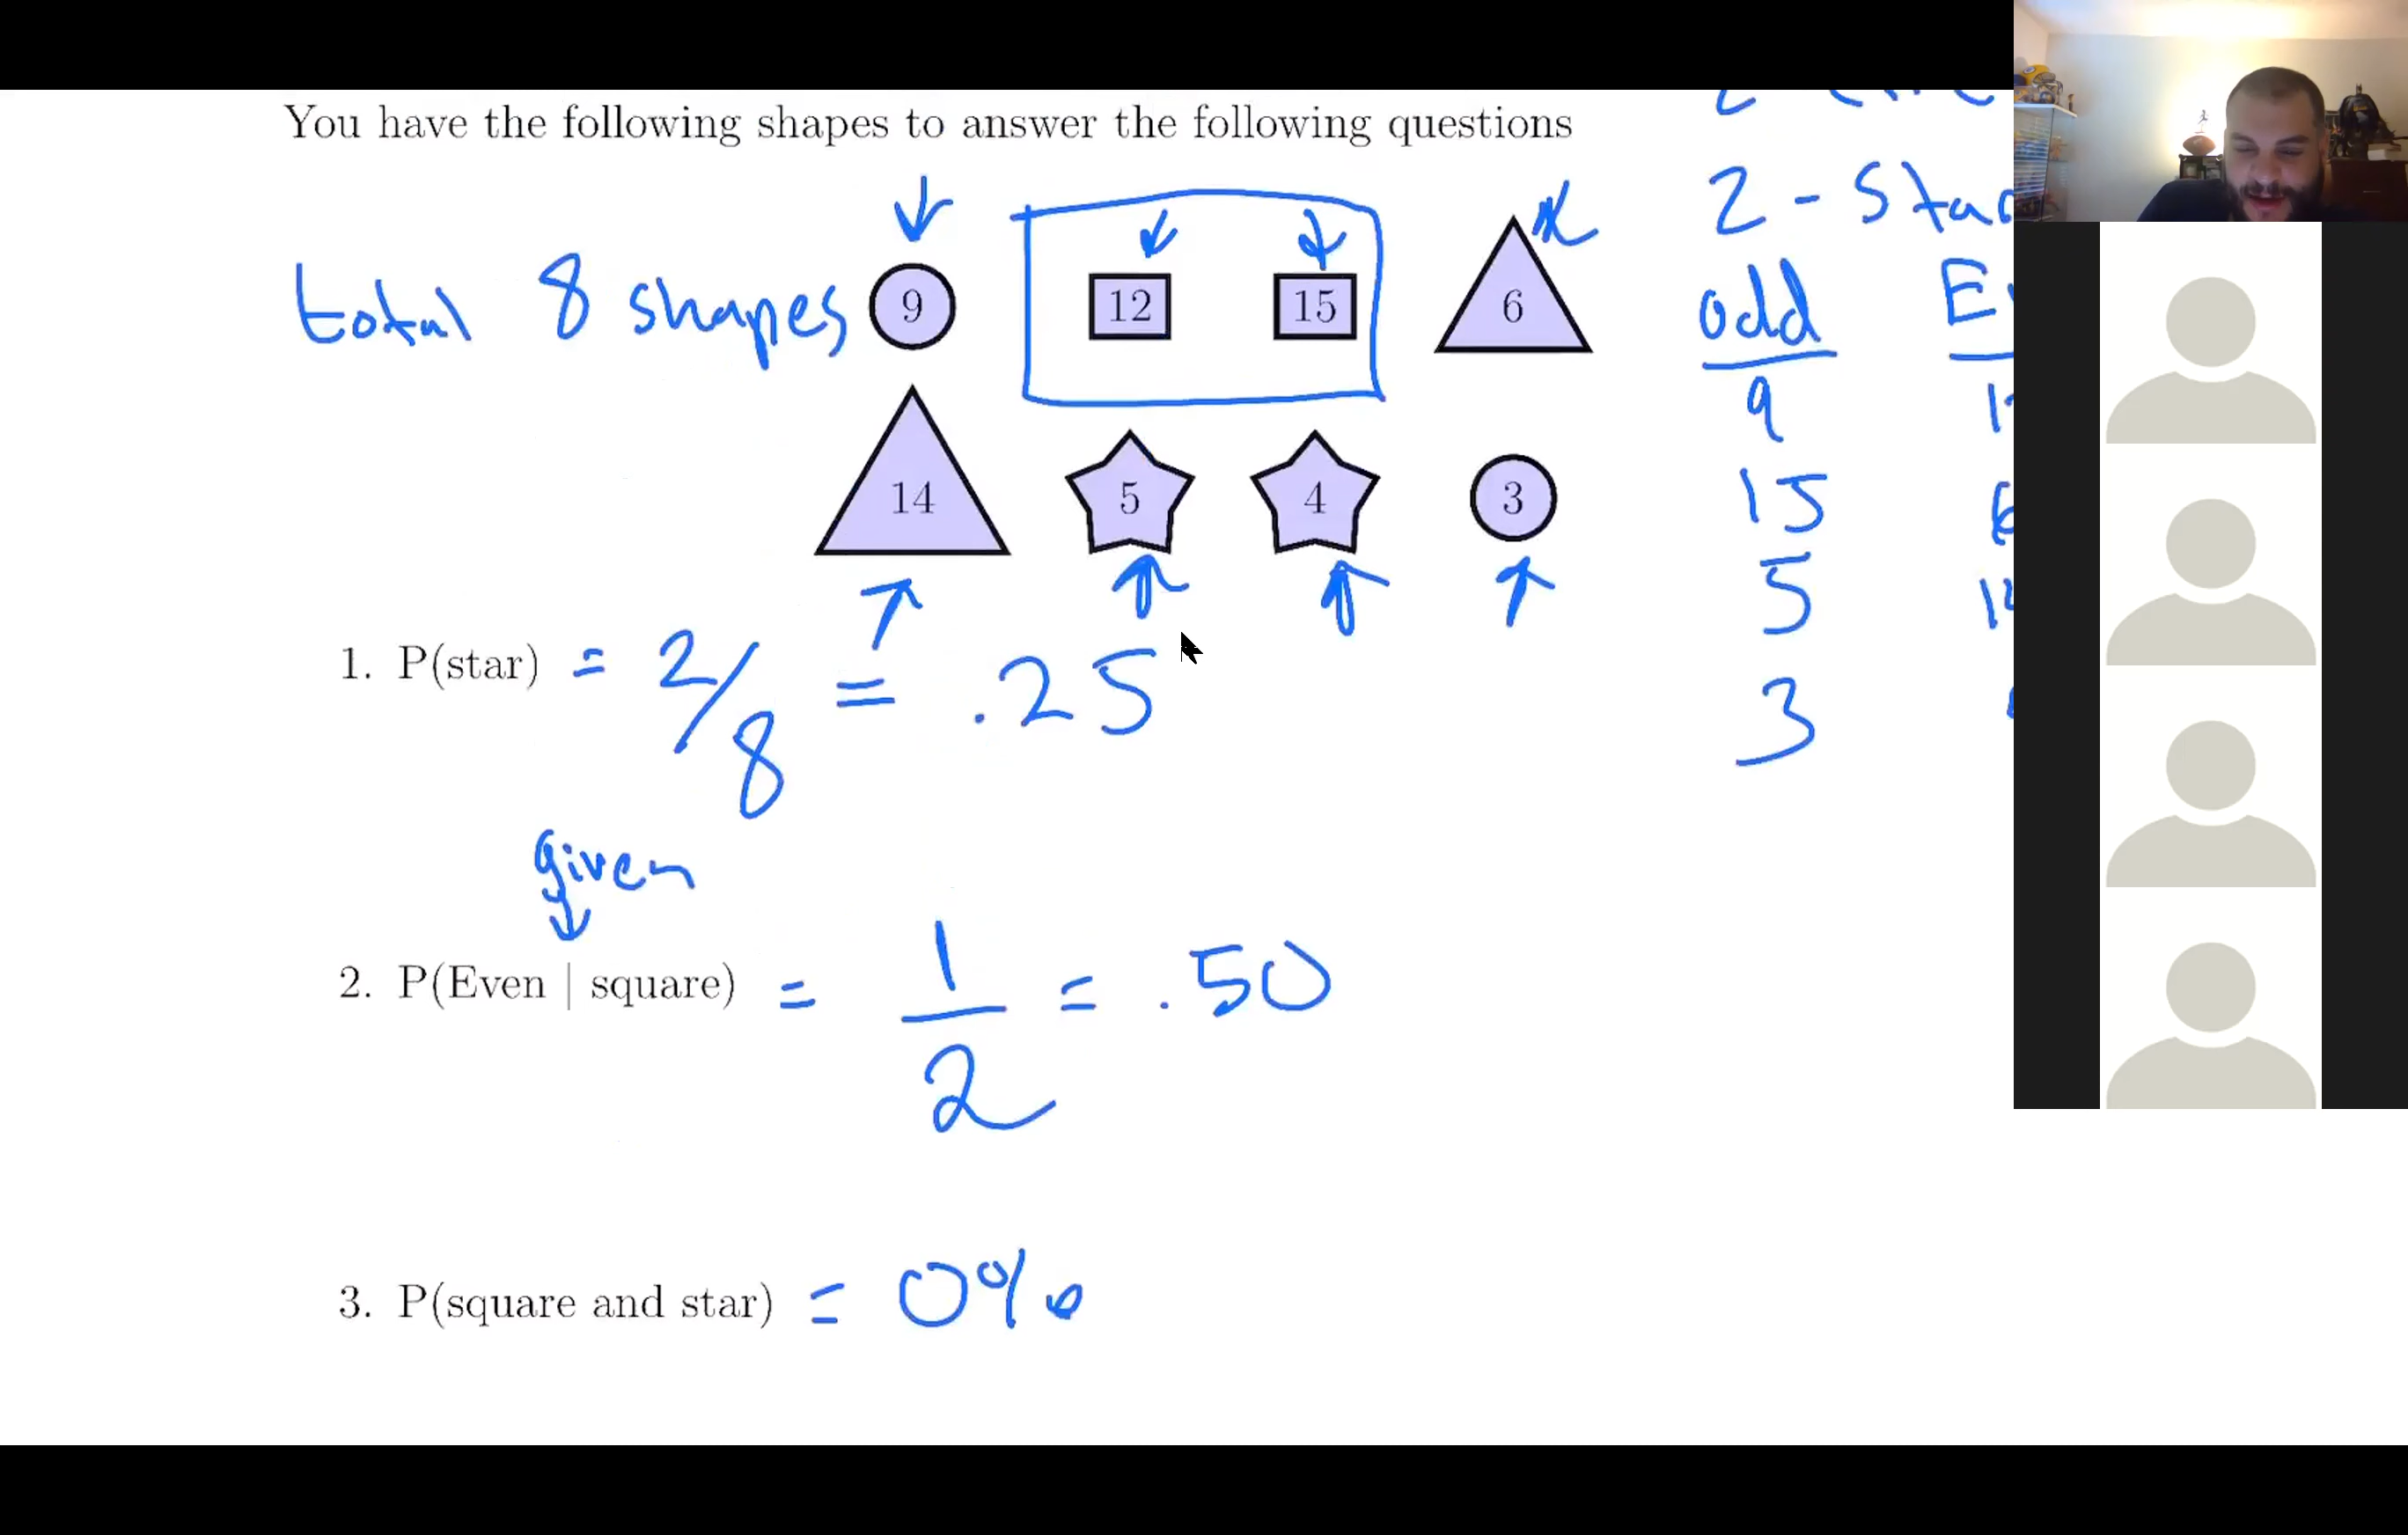 You have the following shapes to answer the following questions
2 - Star
total 8 shapes 9 12 15 6
odd
9
14 5 4 3
15
5
1. P(star) = 2/8 = .25
3
given
2. P(Even | square) = 1/2 = .50
3. P(square and star) = 0%